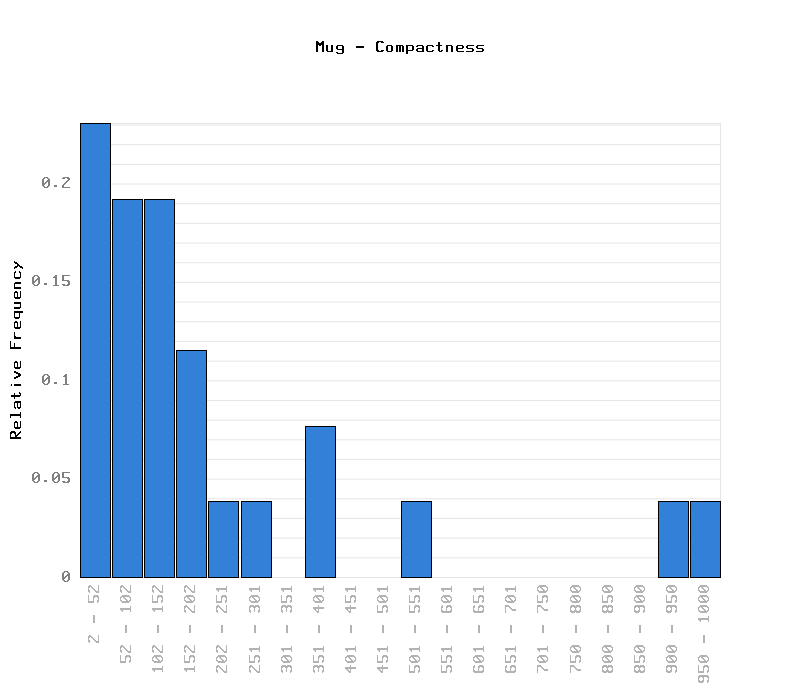 Mug - Compactness
Relative Frequency
0.2
0.15
0.1
0.05
0
2 - 52
52 - 102
102 - 152
152 - 202
202 - 251
251 - 301
301 - 351
351 - 401
401 - 451
451 - 501
501 - 551
551 - 601
601 - 651
651 - 701
701 - 750
750 - 800
800 - 850
850 - 900
900 - 950
950 - 1000